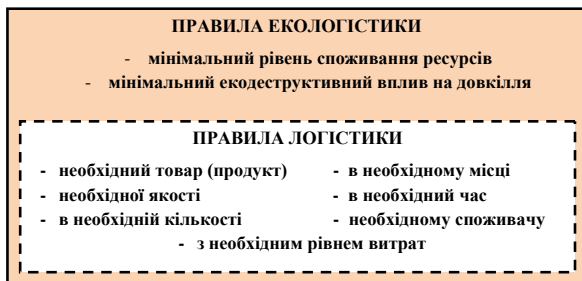 ПРАВИЛА ЕКОЛОГІСТИКИ
- мінімальний рівень споживання ресурсів
- мінімальний екодеструктивний вплив на довкілля
ПРАВИЛА ЛОГІСТИКИ
- необхідний товар (продукт) - в необхідному місці
- необхідної якості - в необхідний час
- в необхідній кількості - необхідному споживачу
- з необхідним рівнем витрат